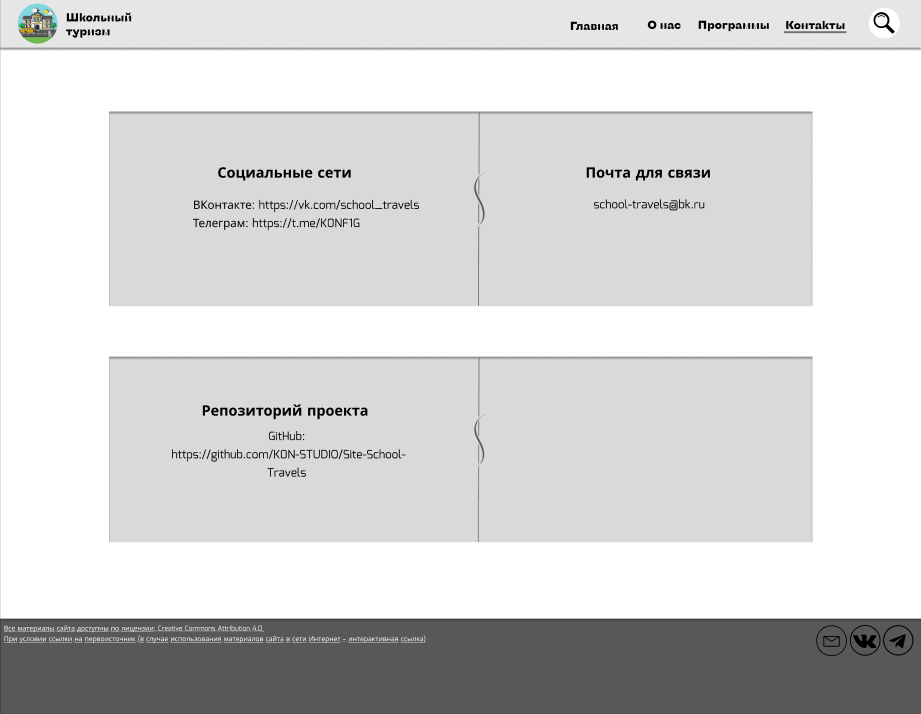 Школьный
туризм
Главная
О нас
Программы
Контакты
Социальные сети
ВКонтакте: https://vk.com/school_travels
Телеграм: https://t.me/K0NF1G
Почта для связи
school-travels@bk.ru
Репозиторий проекта
GitHub:
https://github.com/K0N-STUDIO/Site-School-
Travels
Все материалы сайта доступны по лицензии: Creative Commons Attribution 4.0
При условии ссылки на первоисточник (в случае использования материалов сайта в сети Интернет – интерактивная ссылка)